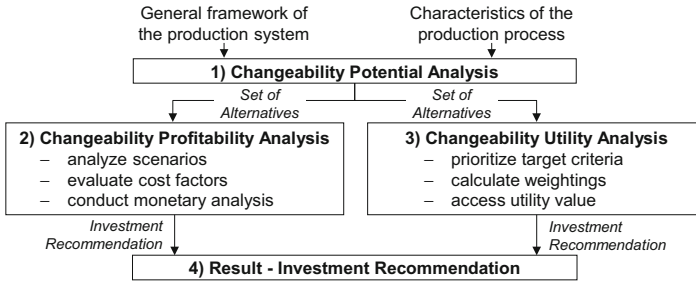 General framework of
the production system
Characteristics of the
production process
1) Changeability Potential Analysis
Set of
Alternatives
Set of
Alternatives
2) Changeability Profitability Analysis
– analyze scenarios
– evaluate cost factors
– conduct monetary analysis
3) Changeability Utility Analysis
– prioritize target criteria
– calculate weightings
– access utility value
Investment
Recommendation
Investment
Recommendation
4) Result - Investment Recommendation